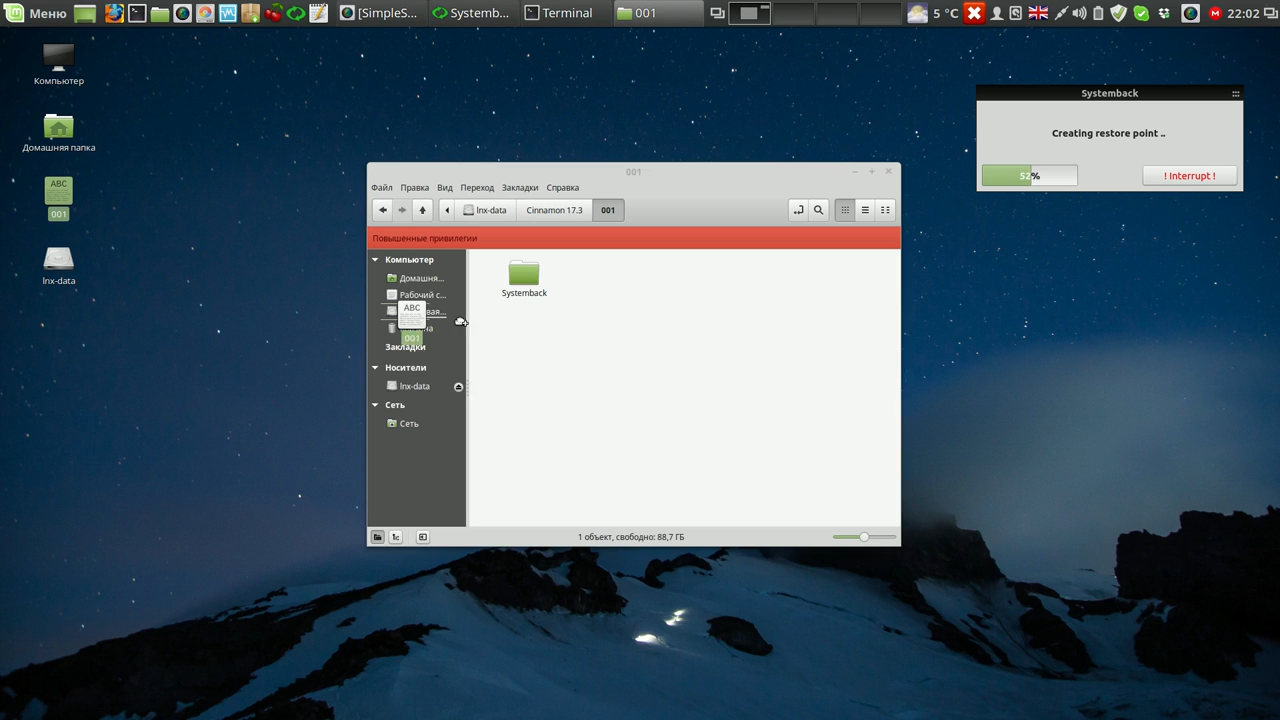 Меню
[SimpleS...
Systemb...
Terminal
001
5 °C
22:02
Компьютер
Домашняя папка
ABC
001
lnx-data
Systemback
Creating restore point ..
52%
! Interrupt !
001
Файл Правка Вид Переход Закладки Справка
lnx-data Cinnamon 17.3 001
Повышенные привилегии
Компьютер
Домашня...
Рабочий с...
ABC
001
Закладки
Носители
lnx-data
Сеть
Сеть
Systemback
1 объект, свободно: 88,7 ГБ